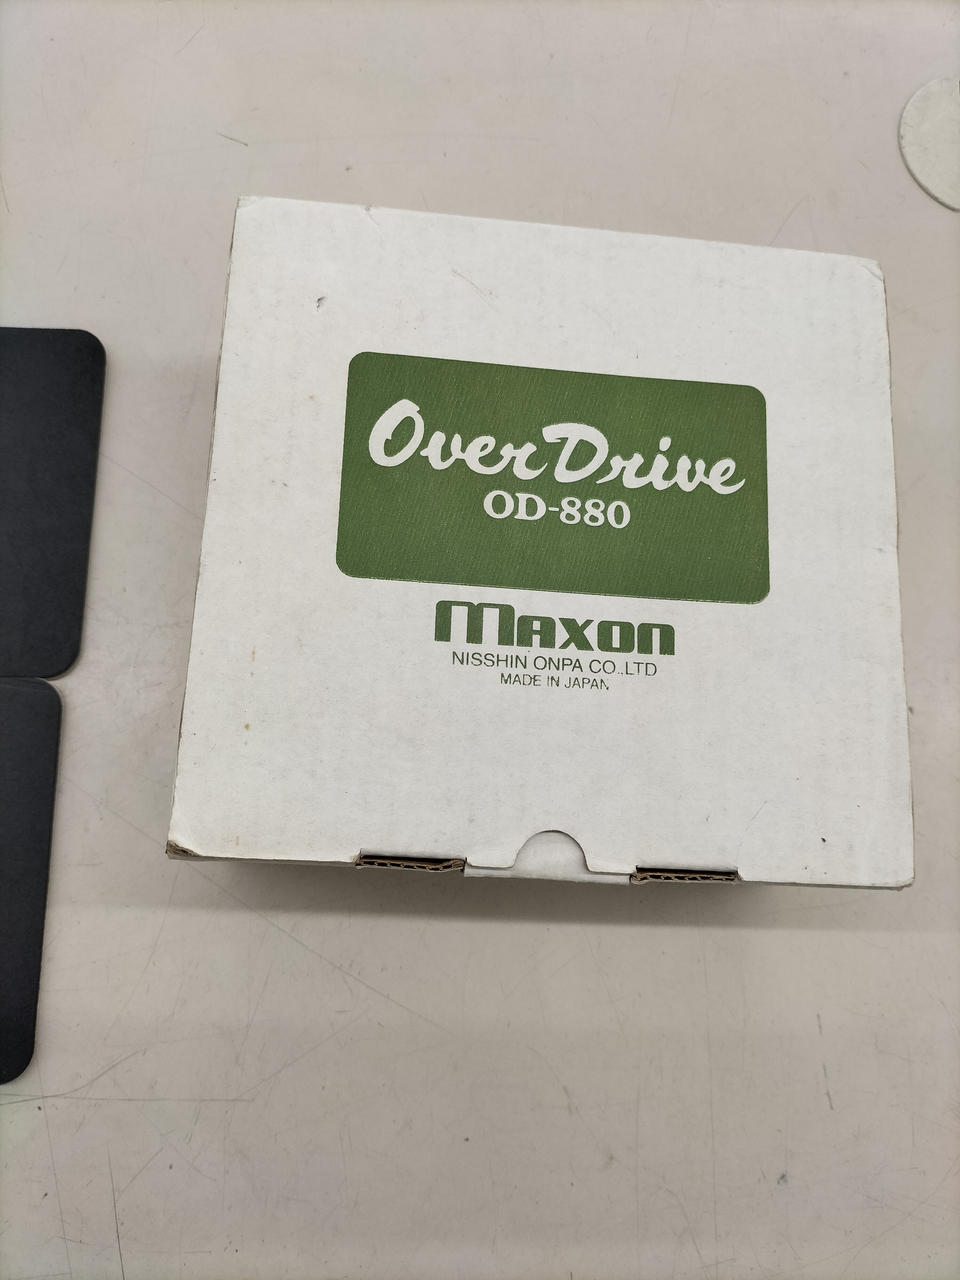 OverDrive
OD-880
MAXON
NISSHIN ONPA CO.,LTD
MADE IN JAPAN